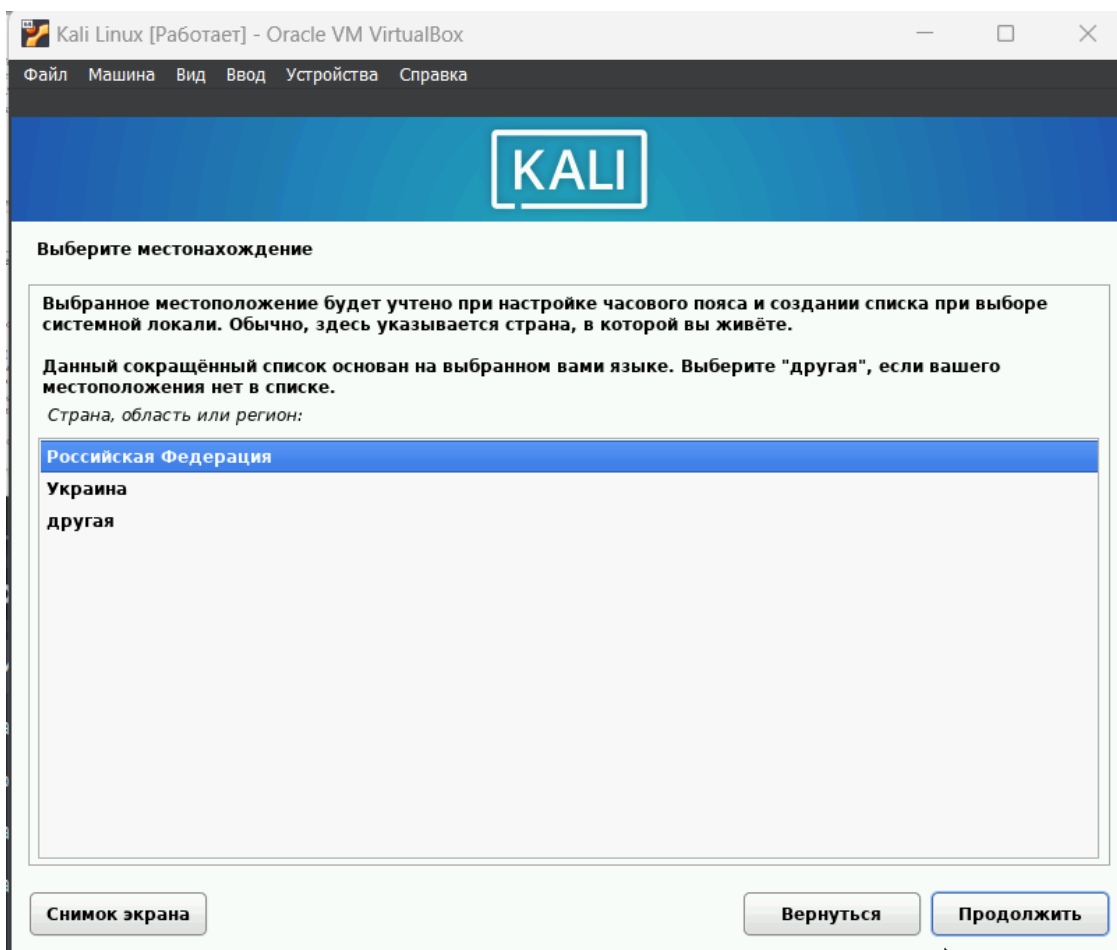 Kali Linux [Работает] - Oracle VM VirtualBox
Файл Машина Вид Ввод Устройства Справка
KALI
Выберите местонахождение
Выбранное местоположение будет учтено при настройке часового пояса и создании списка при выборе
системной локали. Обычно, здесь указывается страна, в которой вы живёте.
Данный сокращённый список основан на выбранном вами языке. Выберите "другая", если вашего
местоположения нет в списке.
Страна, область или регион:
Российская Федерация
Украина
другая
Снимок экрана Вернуться Продолжить